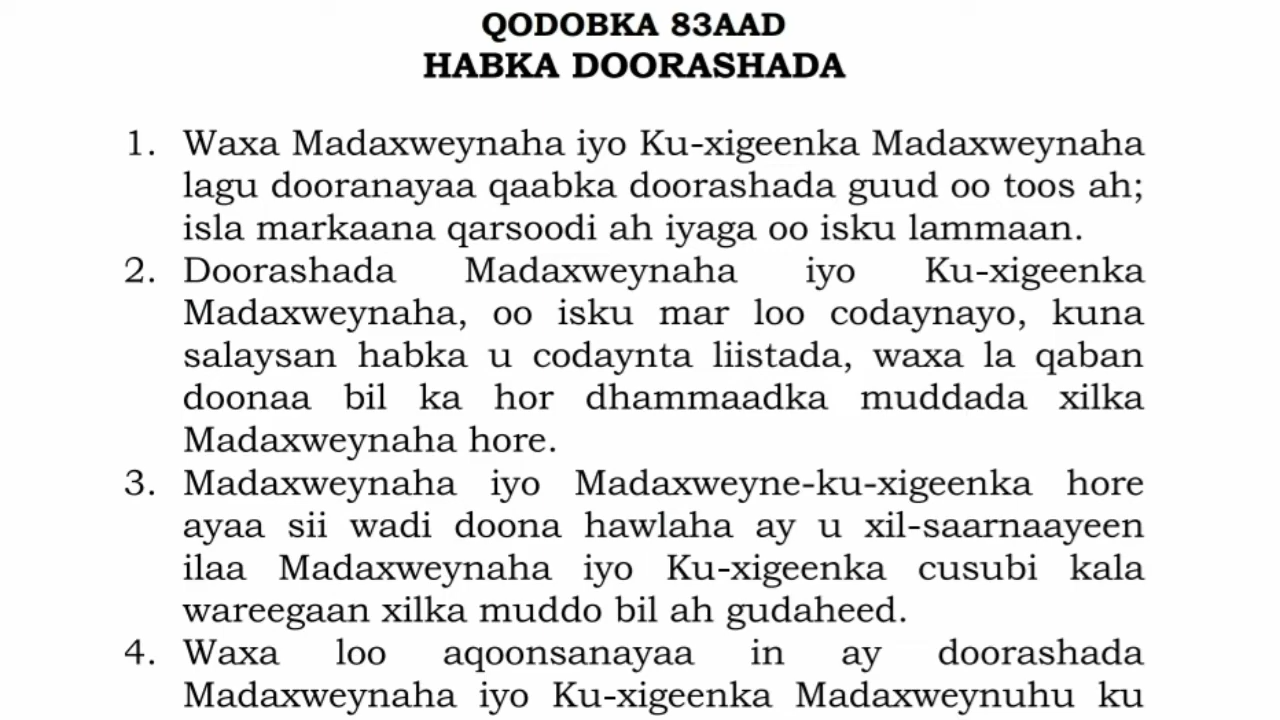 QODOBKA 83AAD
HABKA DOORASHADA
1. Waxa Madaxweynaha iyo Ku-xigeenka Madaxweynaha
lagu dooranayaa qaabka doorashada guud oo toos ah;
isla markaana qarsoodi ah iyaga oo isku lammaan.
2. Doorashada Madaxweynaha iyo Ku-xigeenka
Madaxweynaha, oo isku mar loo codaynayo, kuna
salaysan habka u codaynta liistada, waxa la qaban
doonaa bil ka hor dhammaadka muddada xilka
Madaxweynaha hore.
3. Madaxweynaha iyo Madaxweyne-ku-xigeenka hore
ayaa sii wadi doona hawlaha ay u xil-saarnaayeen
ilaa Madaxweynaha iyo Ku-xigeenka cusubi kala
wareegaan xilka muddo bil ah gudaheed.
4. Waxa loo aqoonsanayaa in ay doorashada
Madaxweynaha iyo Ku-xigeenka Madaxweynuhu ku